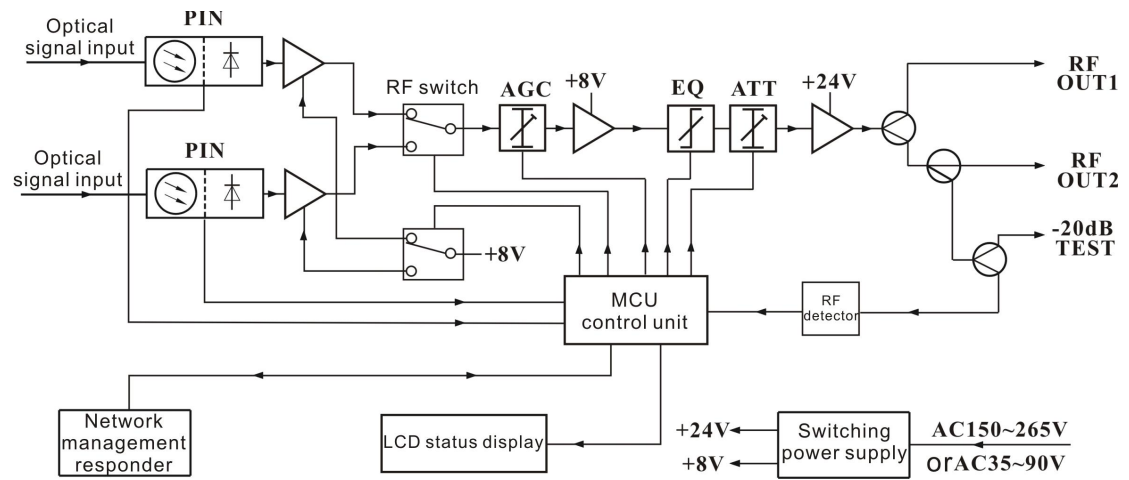 PIN
Optical
signal input
RF switch
AGC
+8V
EQ
ATT
+24V
RF
OUT1
PIN
Optical
signal input
RF
OUT2
+8V
-20dB
TEST
MCU
control unit
RF
detector
Network
management
responder
LCD status display
+24V
+8V
Switching
power supply
AC150~265V
orAC35~90V